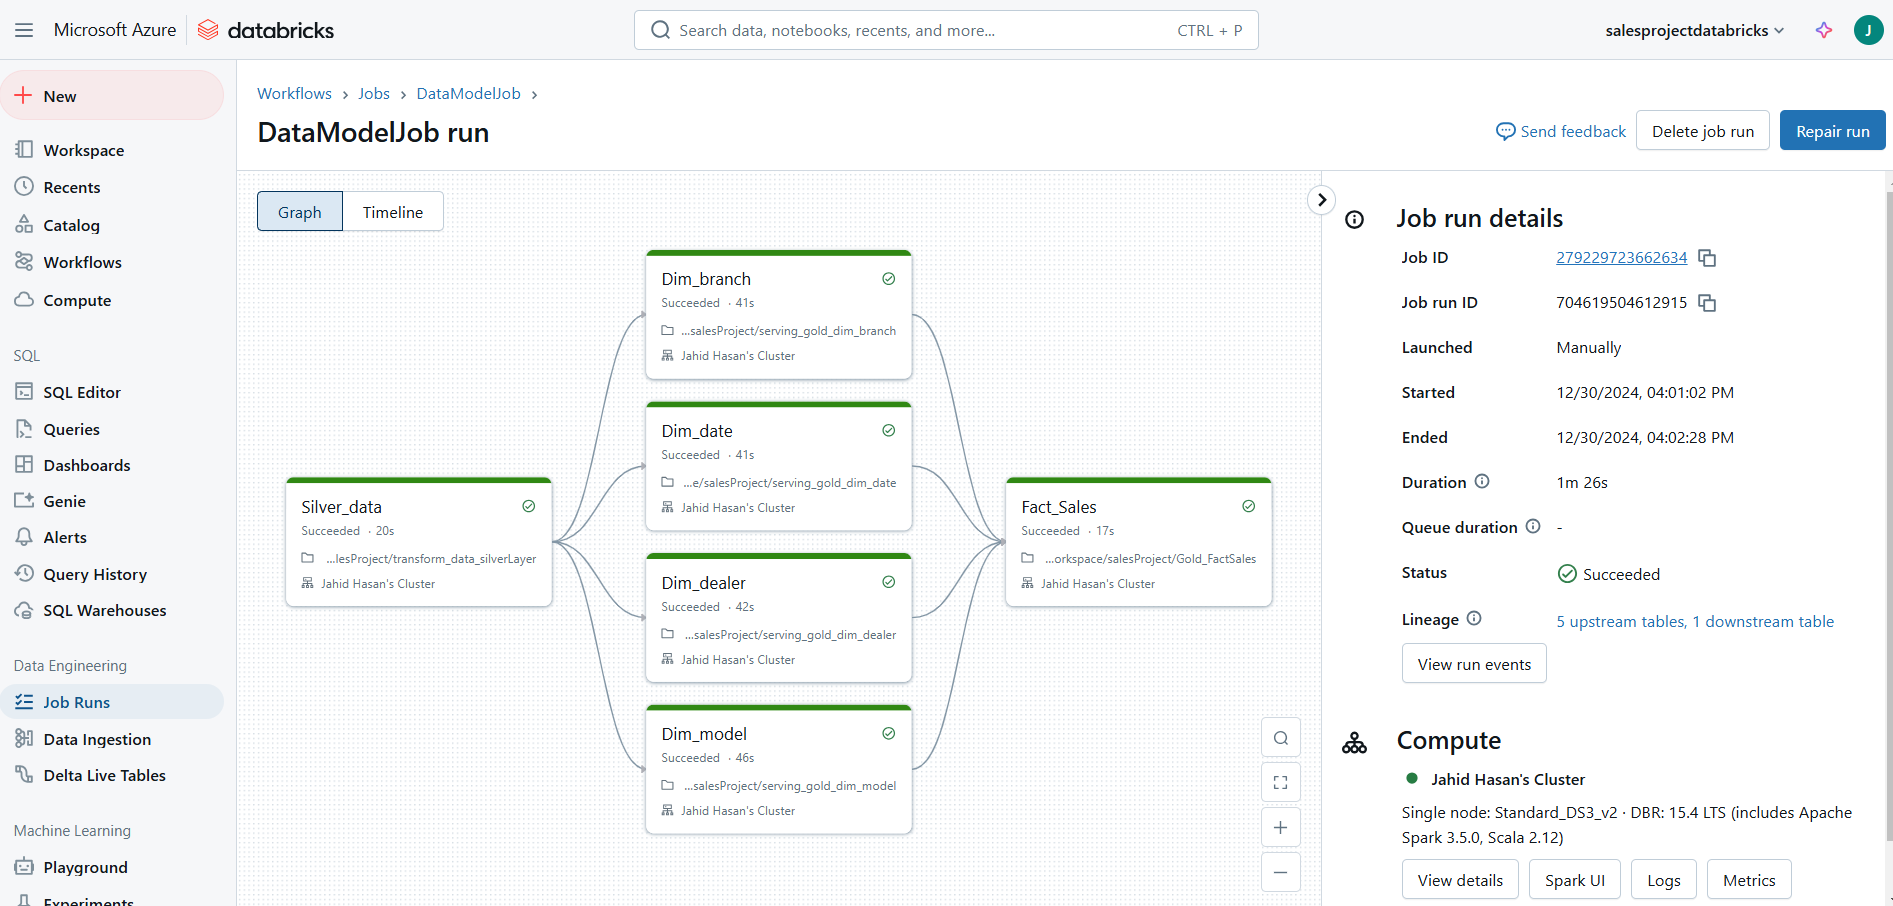 Microsoft Azure
databricks
Search data, notebooks, recents, and more...
CTRL + P
salesprojectdatabricks
J
New
Workspace
Recents
Catalog
Workflows
Compute
SQL
SQL Editor
Queries
Dashboards
Genie
Alerts
Query History
SQL Warehouses
Data Engineering
Job Runs
Data Ingestion
Delta Live Tables
Machine Learning
Playground
Experiments
Workflows › Jobs › DataModelJob ›
DataModelJob run
Send feedback
Delete job run
Repair run
Graph
Timeline
Silver_data
Succeeded · 20s
...lesProject/transform_data_silverLayer
Jahid Hasan's Cluster
Dim_branch
Succeeded · 41s
...salesProject/serving_gold_dim_branch
Jahid Hasan's Cluster
Dim_date
Succeeded · 41s
...e/salesProject/serving_gold_dim_date
Jahid Hasan's Cluster
Dim_dealer
Succeeded · 42s
...salesProject/serving_gold_dim_dealer
Jahid Hasan's Cluster
Dim_model
Succeeded · 46s
...salesProject/serving_gold_dim_model
Jahid Hasan's Cluster
Fact_Sales
Succeeded · 17s
...orkspace/salesProject/Gold_FactSales
Jahid Hasan's Cluster
Job run details
Job ID 279229723662634
Job run ID 704619504612915
Launched Manually
Started 12/30/2024, 04:01:02 PM
Ended 12/30/2024, 04:02:28 PM
Duration 1m 26s
Queue duration -
Status Succeeded
Lineage 5 upstream tables, 1 downstream table
View run events
Compute
Jahid Hasan's Cluster
Single node: Standard_DS3_v2 · DBR: 15.4 LTS (includes Apache
Spark 3.5.0, Scala 2.12)
View details
Spark UI
Logs
Metrics